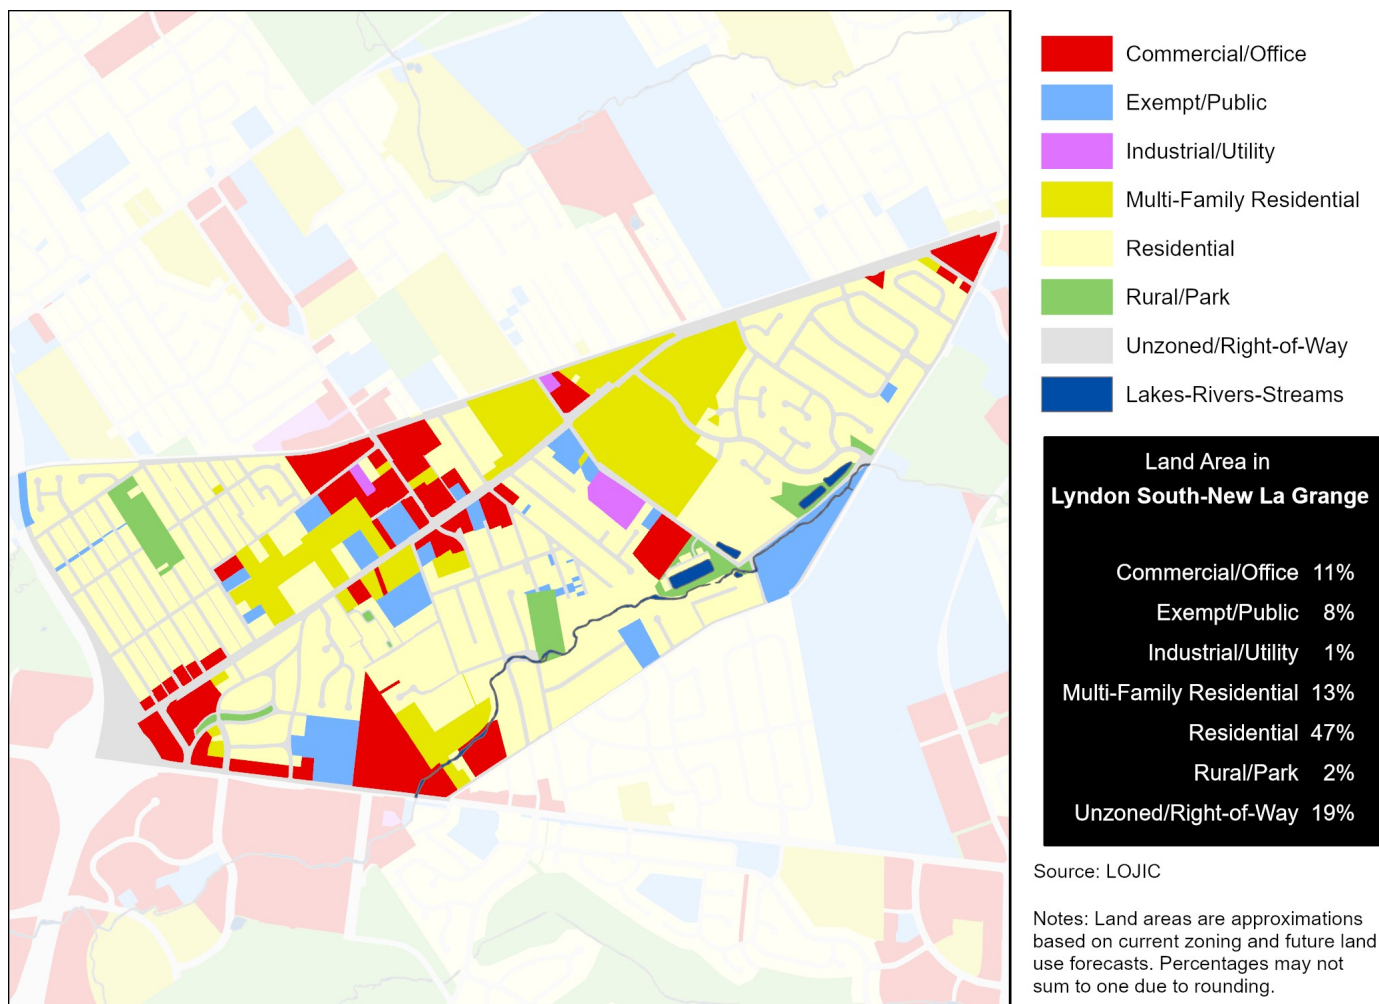 Commercial/Office
Exempt/Public
Industrial/Utility
Multi-Family Residential
Residential
Rural/Park
Unzoned/Right-of-Way
Lakes-Rivers-Streams
Land Area in
Lyndon South-New La Grange
Commercial/Office 11%
Exempt/Public 8%
Industrial/Utility 1%
Multi-Family Residential 13%
Residential 47%
Rural/Park 2%
Unzoned/Right-of-Way 19%
Source: LOJIC
Notes: Land areas are approximations
based on current zoning and future land
use forecasts. Percentages may not
sum to one due to rounding.